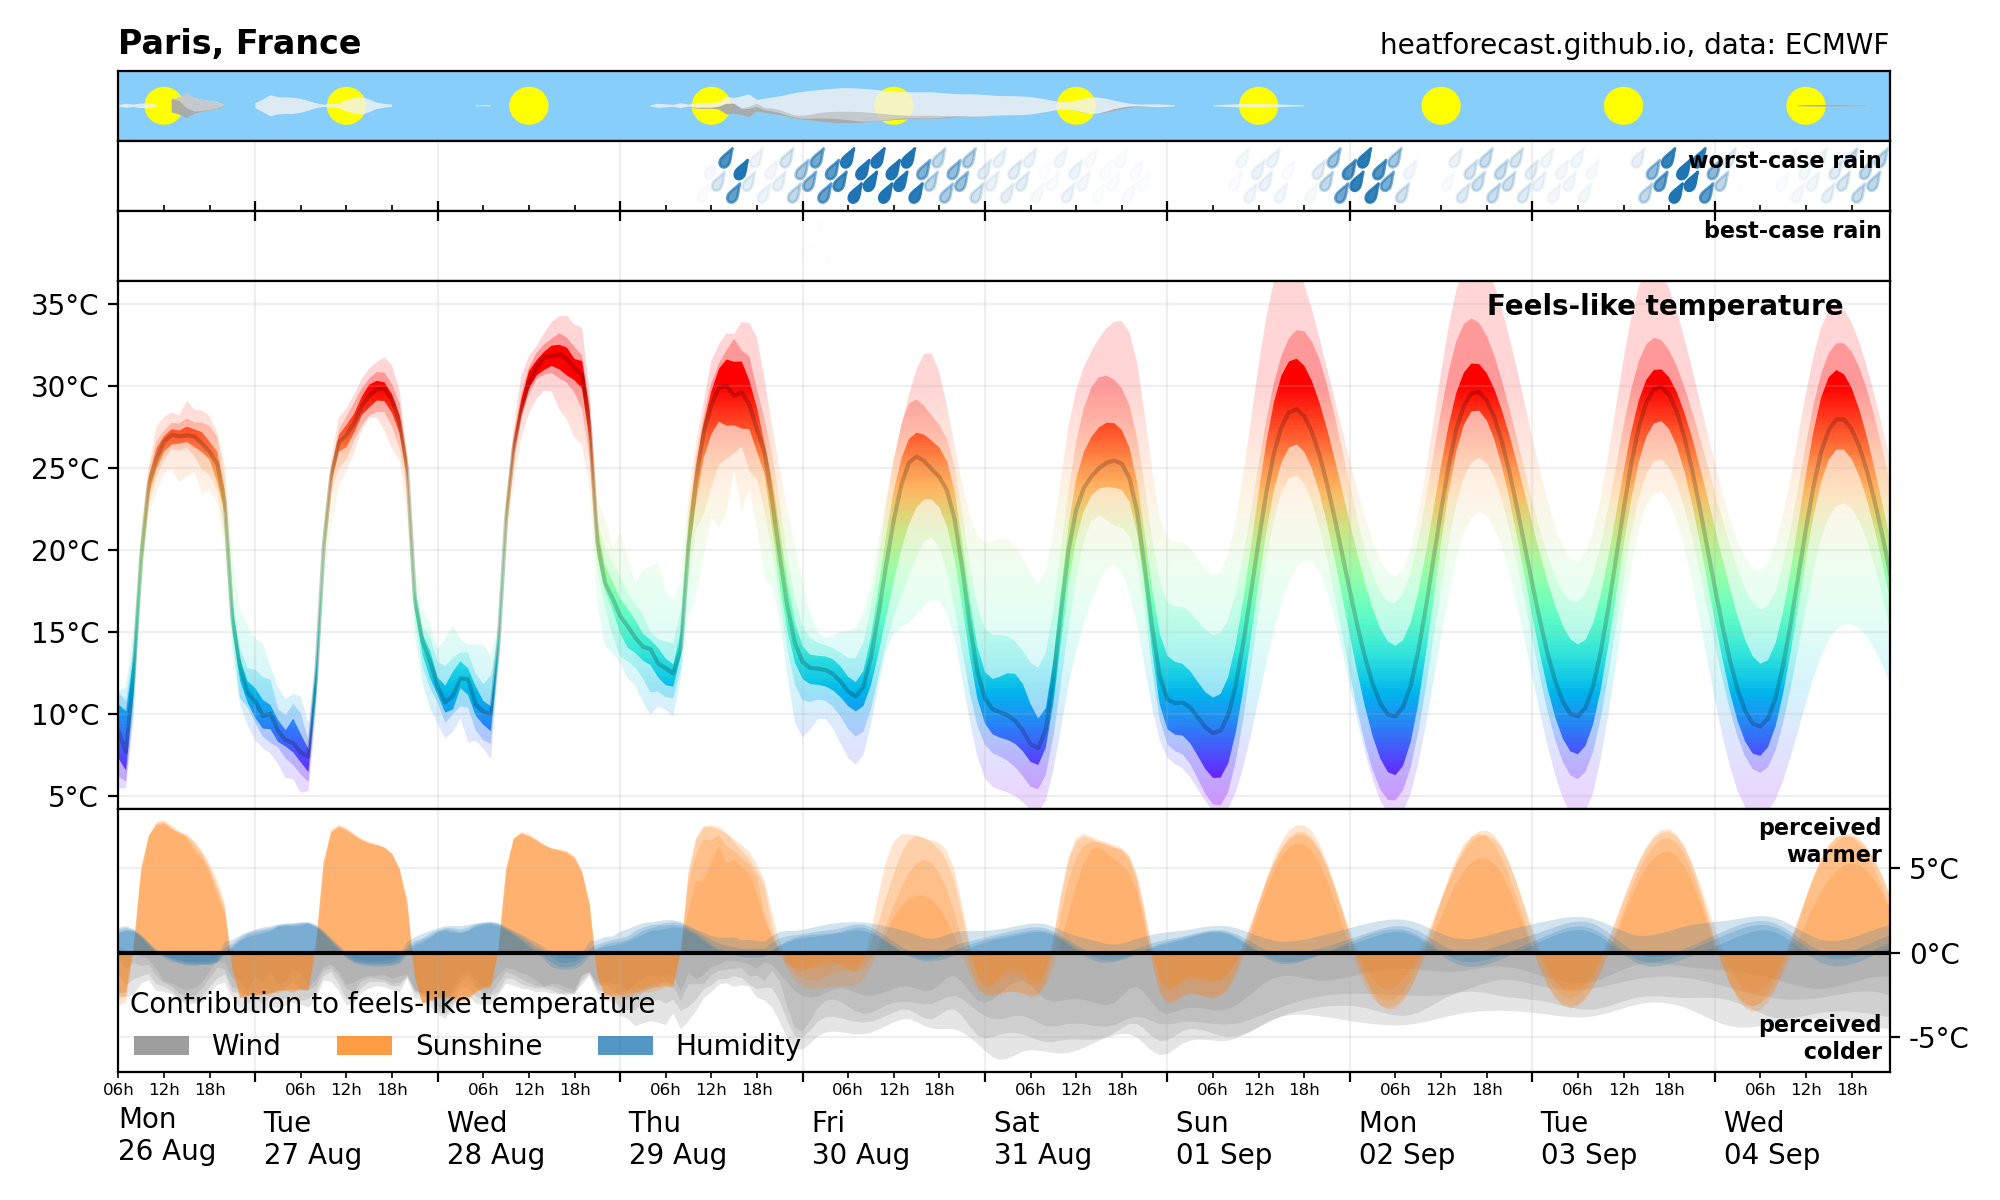 Paris, France
heatforecast.github.io, data: ECMWF
worst-case rain
best-case rain
Feels-like temperature
35°C
30°C
25°C
20°C
15°C
10°C
5°C
perceived
warmer
5°C
0°C
-5°C
perceived
colder
Contribution to feels-like temperature
Wind Sunshine Humidity
06h 12h 18h 06h 12h 18h 06h 12h 18h 06h 12h 18h 06h 12h 18h 06h 12h 18h 06h 12h 18h 06h 12h 18h 06h 12h 18h 06h 12h 18h
Mon Tue Wed Thu Fri Sat Sun Mon Tue Wed
26 Aug 27 Aug 28 Aug 29 Aug 30 Aug 31 Aug 01 Sep 02 Sep 03 Sep 04 Sep